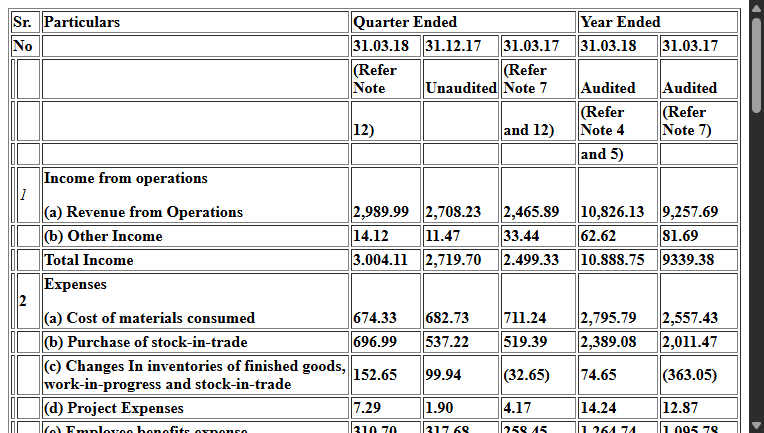 Sr. Particulars Quarter Ended Year Ended
No 31.03.18 31.12.17 31.03.17 31.03.18 31.03.17
(Refer Note Unaudited (Refer Note 7 Audited Audited
12) and 12) (Refer Note 4 (Refer Note 7)
and 5)
1 Income from operations
(a) Revenue from Operations 2,989.99 2,708.23 2,465.89 10,826.13 9,257.69
(b) Other Income 14.12 11.47 33.44 62.62 81.69
Total Income 3.004.11 2,719.70 2.499.33 10.888.75 9339.38
2 Expenses
(a) Cost of materials consumed 674.33 682.73 711.24 2,795.79 2,557.43
(b) Purchase of stock-in-trade 696.99 537.22 519.39 2,389.08 2,011.47
(c) Changes In inventories of finished goods,
work-in-progress and stock-in-trade 152.65 99.94 (32.65) 74.65 (363.05)
(d) Project Expenses 7.29 1.90 4.17 14.24 12.87
(e) Employee benefits expense 310.70 317.68 258.45 1,264.74 1,095.78